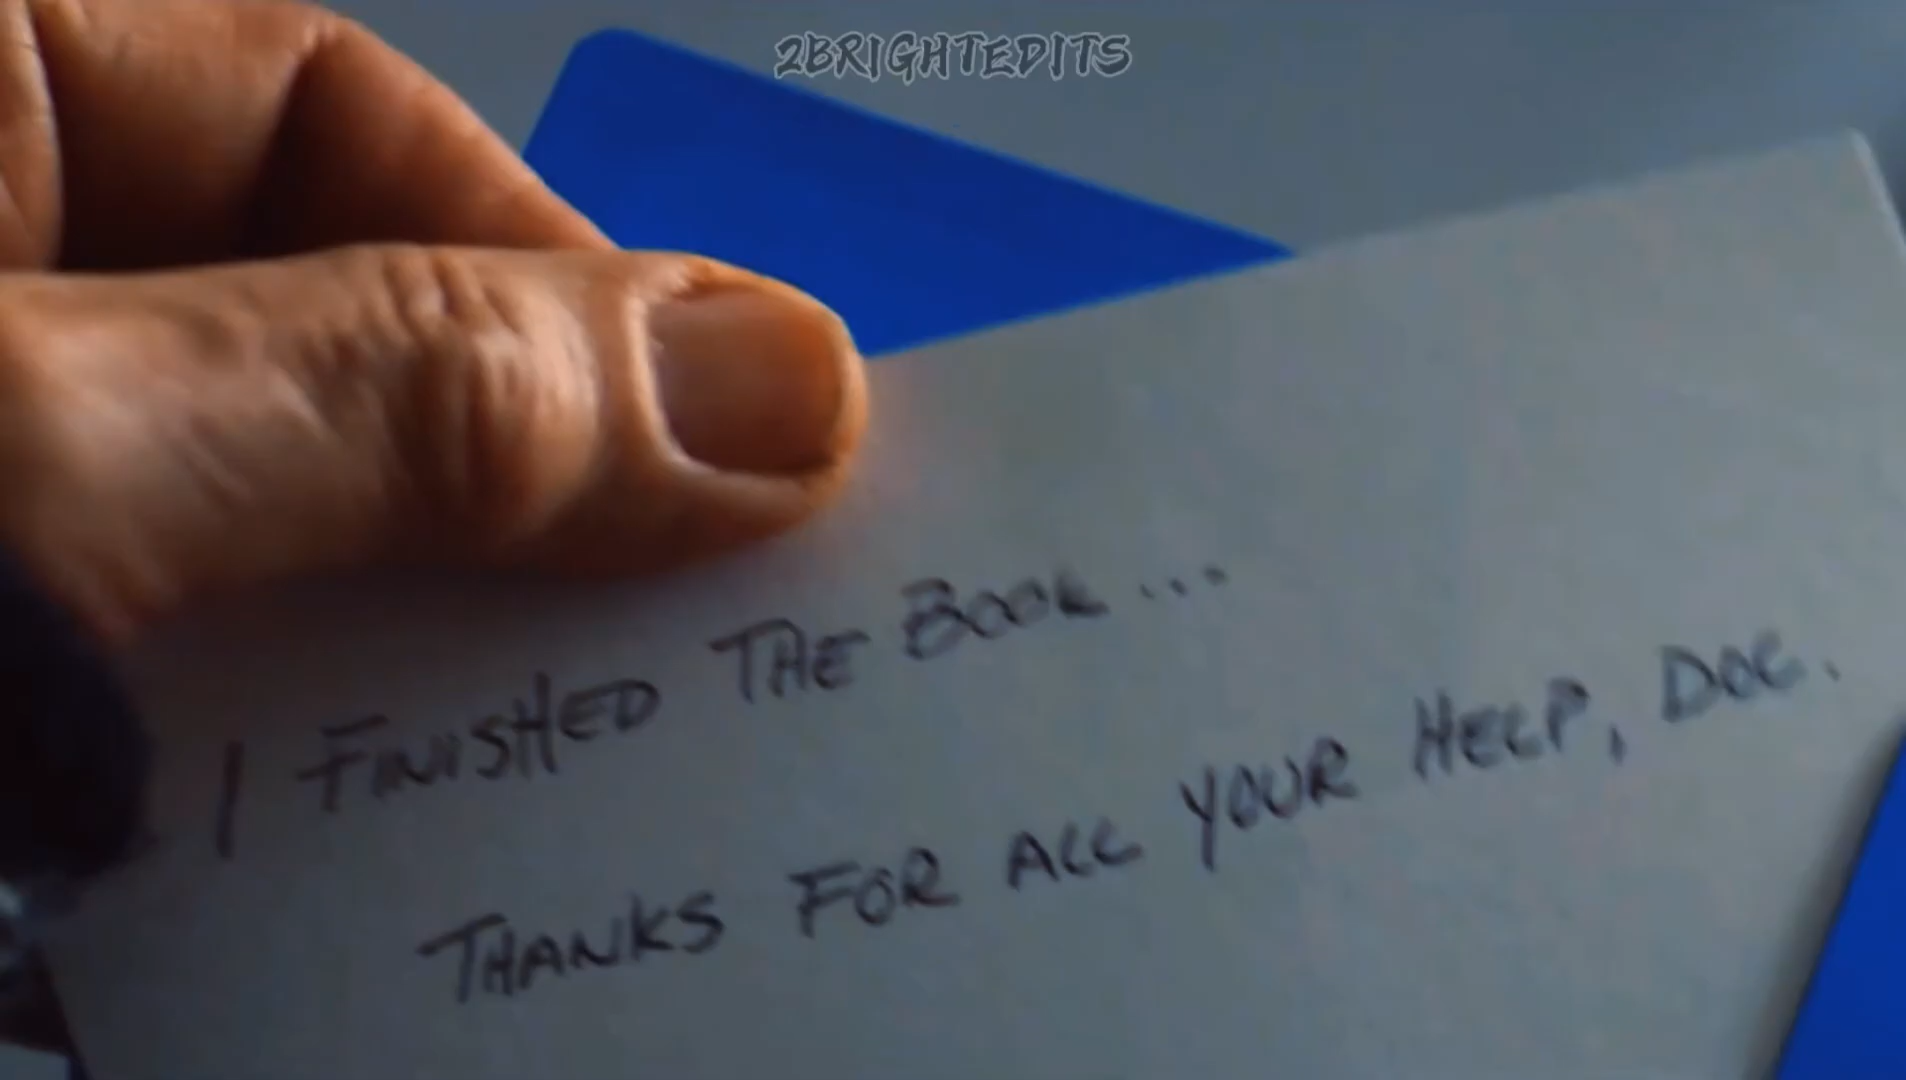 2BRIGHTEDITS
I FINISHED THE BOOK...
THANKS FOR ALL YOUR HELP, DOC.